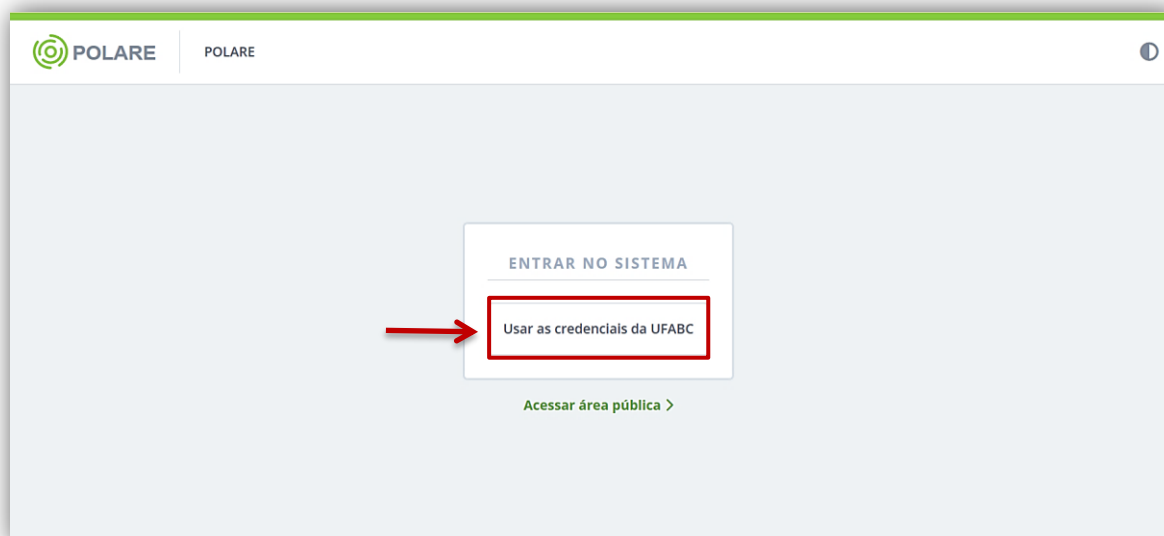 POLARE
POLARE
ENTRAR NO SISTEMA
Usar as credenciais da UFABC
Acessar área pública